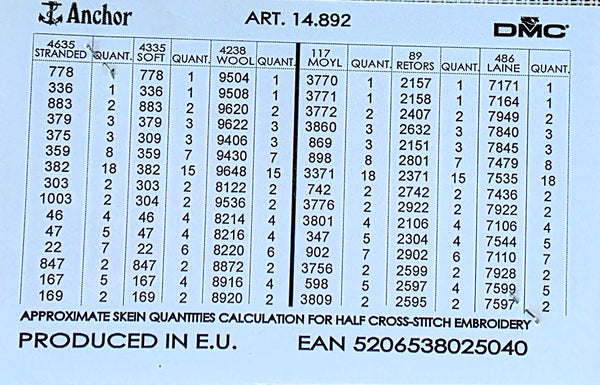 Anchor ART. 14.892 DMC
4635 STRANDED QUANT. 4335 SOFT QUANT. 4238 WOOL QUANT. 117 MOYL QUANT. 89 RETORS QUANT. 486 LAINE QUANT.
778 1 778 1 9504 1 3770 1 2157 1 7171 1
336 1 336 1 9508 1 3771 1 2158 1 7164 1
883 2 883 2 9620 2 3772 2 2407 2 7949 2
379 3 379 3 9622 3 3860 3 2632 3 7840 3
375 3 309 3 9406 3 869 3 2151 3 7845 3
359 8 359 7 9430 7 898 8 2801 7 7479 8
382 18 382 15 9648 15 3371 18 2371 15 7535 18
303 2 303 2 8122 2 742 2 2742 2 7436 2
1003 2 304 2 9536 2 3776 2 2922 2 7922 2
46 4 46 4 8214 4 3801 4 2106 4 7106 4
47 5 47 4 8216 4 347 5 2304 4 7544 5
22 7 22 6 8220 6 902 7 2902 6 7110 7
847 2 847 2 8872 2 3756 2 2599 2 7928 2
167 5 167 4 8916 4 598 5 2597 4 7599 5
169 2 169 2 8920 2 3809 2 2595 2 7597 2
APPROXIMATE SKEIN QUANTITIES CALCULATION FOR HALF CROSS-STITCH EMBROIDERY
PRODUCED IN E.U. EAN 5206538025040